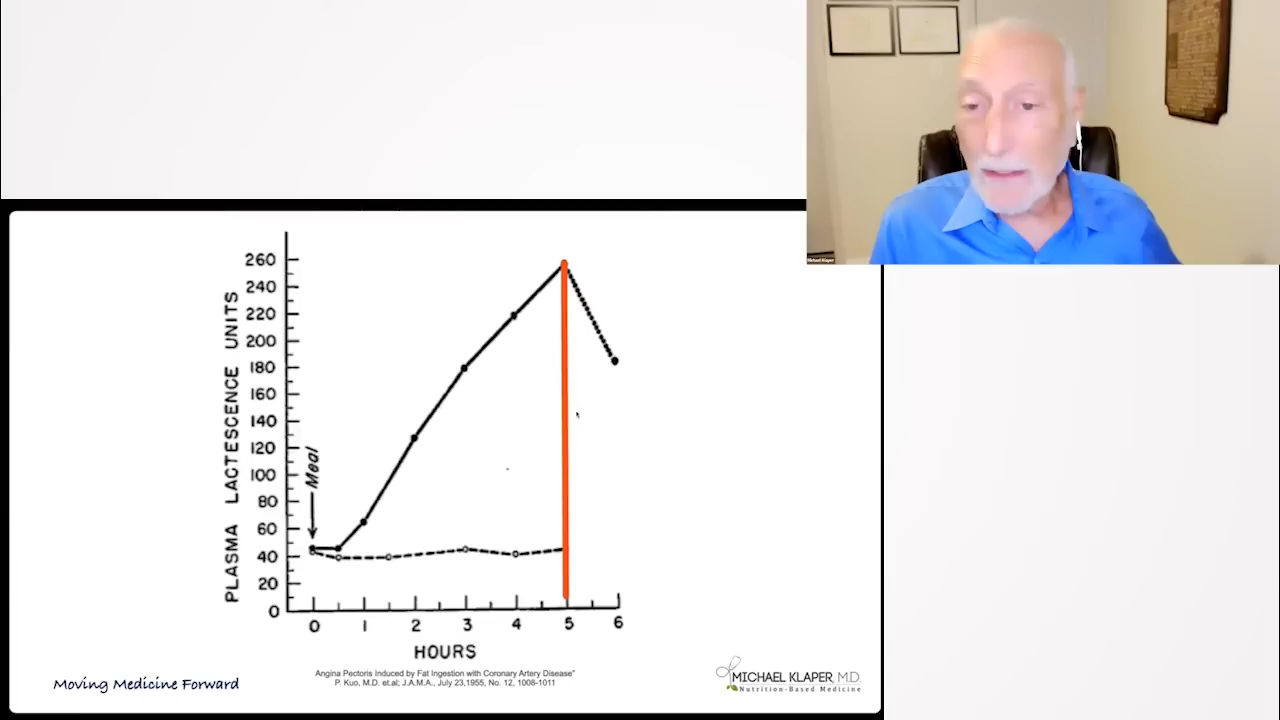 Michael Klaper
260
240
220
200
180
160
140
120
100
80
60
40
20
0
PLASMA LACTESCENCE UNITS
Meal
0 1 2 3 4 5 6
HOURS
Angina Pectoris Induced by Fat Ingestion with Coronary Artery Disease"
P. Kuo, M.D. et.al; J.A.M.A., July 23,1955, No. 12, 1008-1011
Moving Medicine Forward
MICHAEL KLAPER, M.D.
Nutrition-Based Medicine